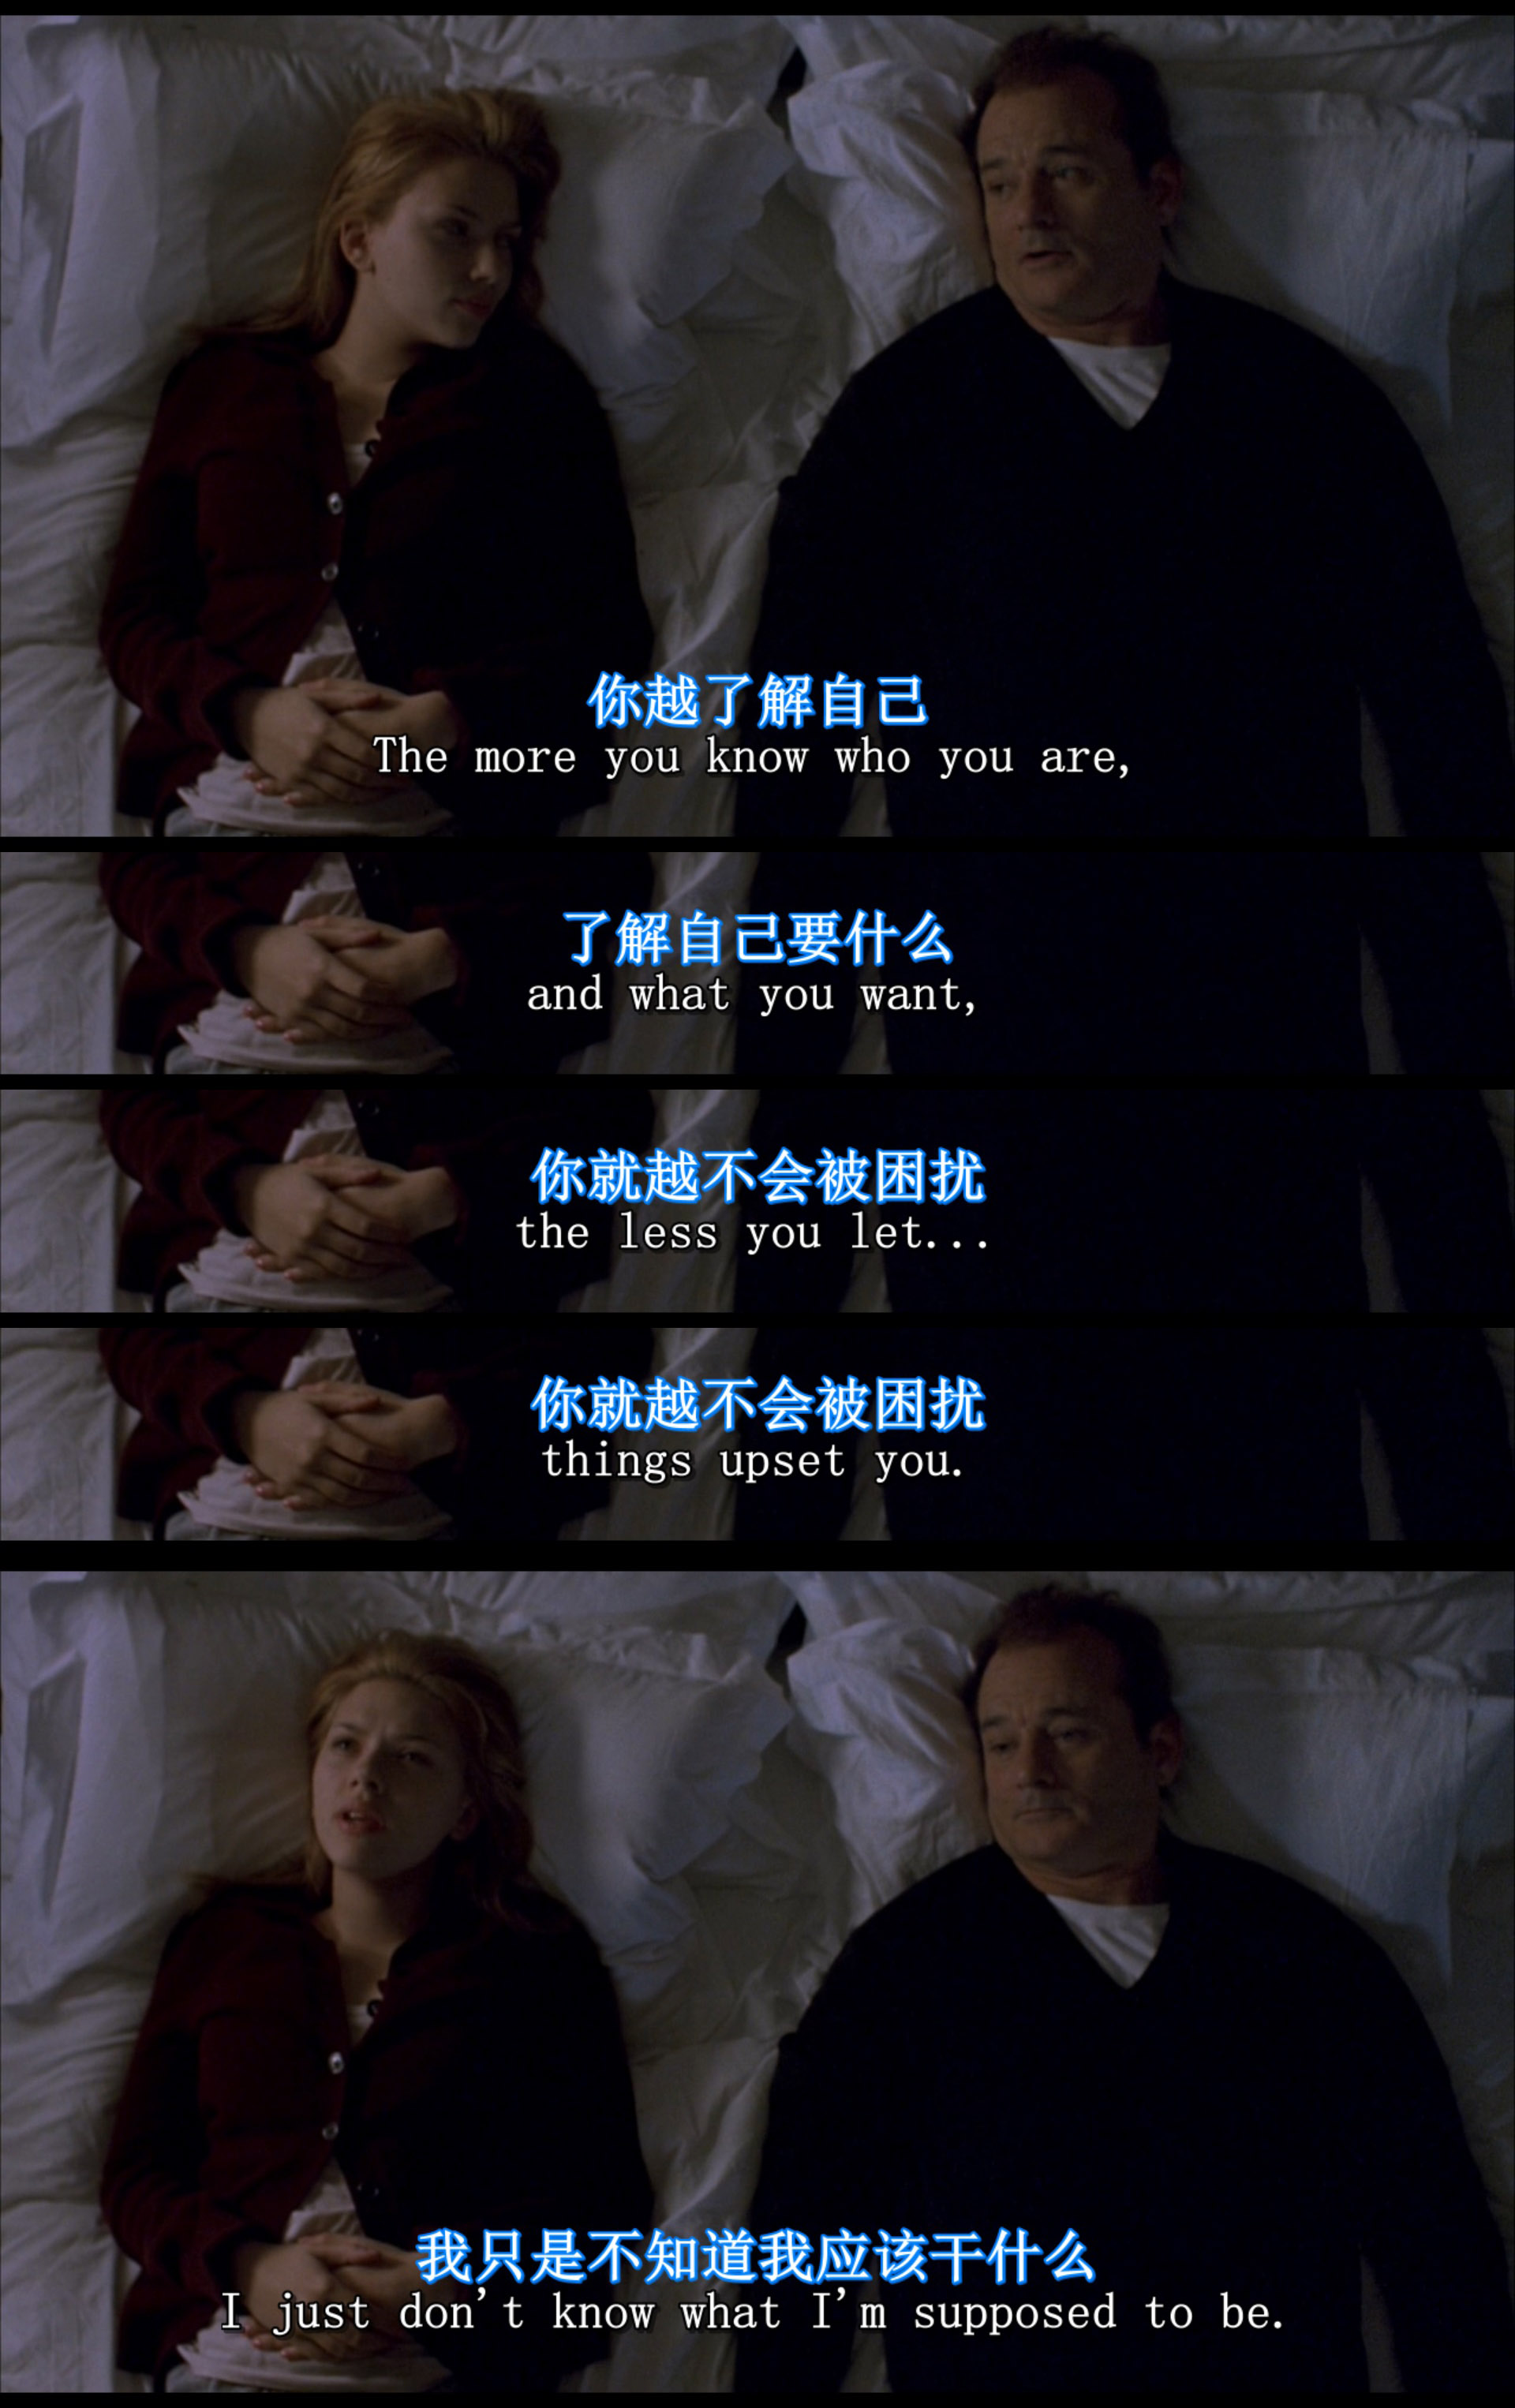 你越了解自己
The more you know who you are,
了解自己要什么
and what you want,
你就越不会被困扰
the less you let...
你就越不会被困扰
things upset you.
我只是不知道我应该干什么
I just don't know what I'm supposed to be.